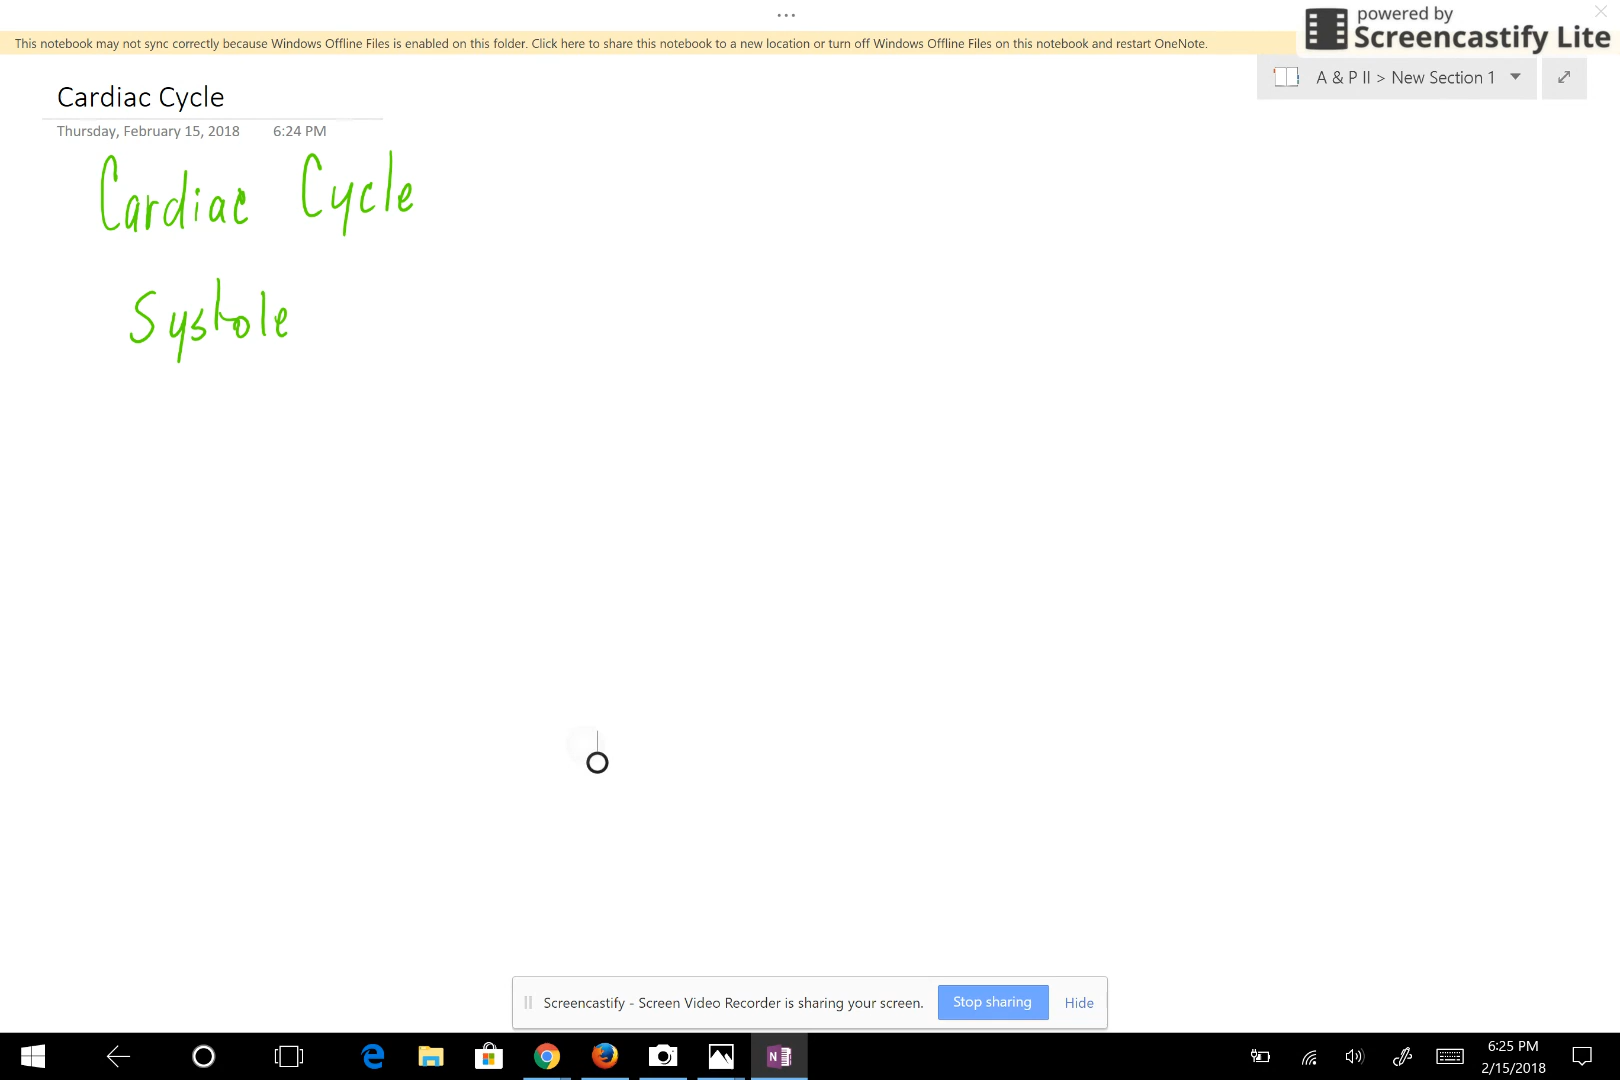 powered by
Screencastify Lite
This notebook may not sync correctly because Windows Offline Files is enabled on this folder. Click here to share this notebook to a new location or turn off Windows Offline Files on this notebook and restart OneNote.
A & P II > New Section 1
Cardiac Cycle
Thursday, February 15, 2018 6:24 PM
Cardiac Cycle
Systole
Screencastify - Screen Video Recorder is sharing your screen. Stop sharing Hide
N
6:25 PM
2/15/2018